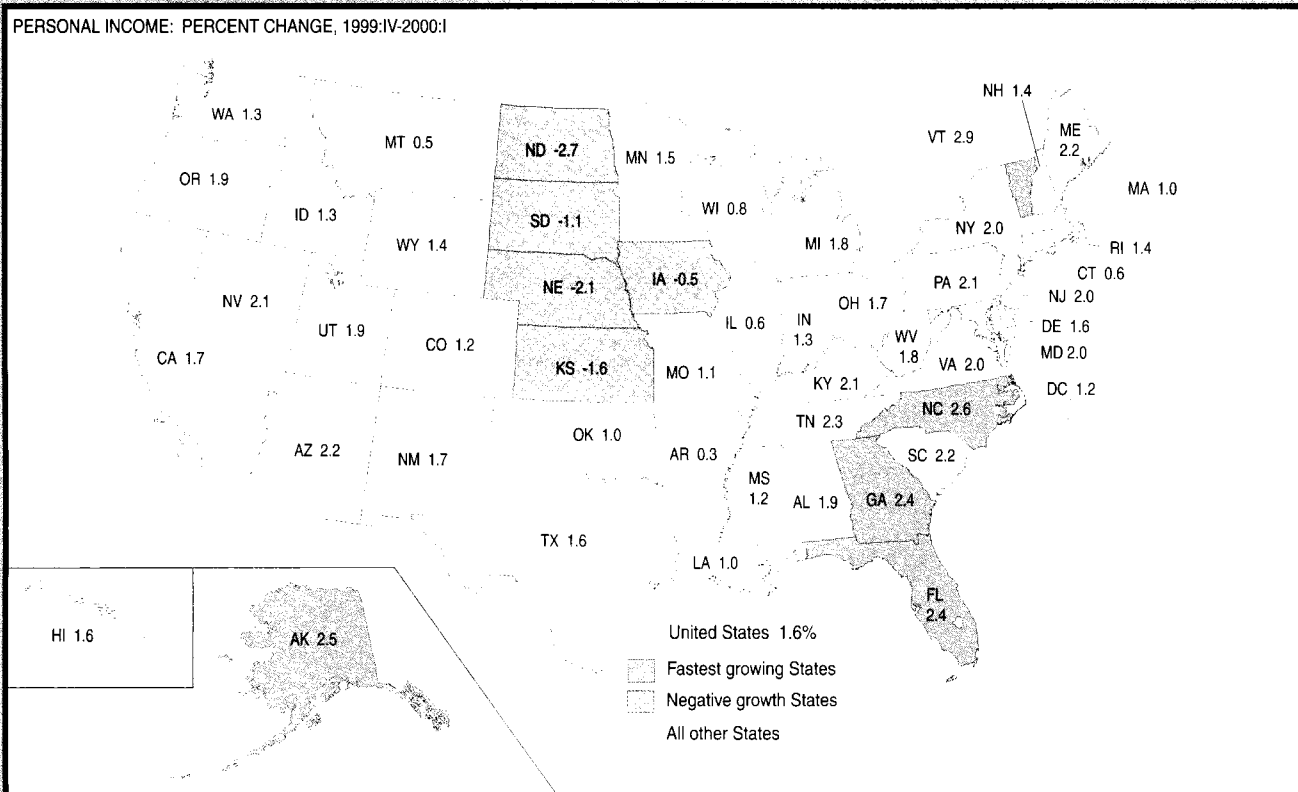 PERSONAL INCOME: PERCENT CHANGE, 1999:IV-2000:I
NH 1.4
WA 1.3
MT 0.5
ND -2.7
MN 1.5
VT 2.9
ME
2.2
OR 1.9
ID 1.3
WY 1.4
SD -1.1
WI 0.8
MI 1.8
NY 2.0
MA 1.0
RI 1.4
CT 0.6
NV 2.1
UT 1.9
CO 1.2
NE -2.1
IA -0.5
IL 0.6
IN
1.3
OH 1.7
PA 2.1
NJ 2.0
DE 1.6
MD 2.0
DC 1.2
CA 1.7
KS -1.6
MO 1.1
KY 2.1
WV
1.8
VA 2.0
AZ 2.2
NM 1.7
OK 1.0
AR 0.3
TN 2.3
NC 2.6
SC 2.2
MS
1.2
AL 1.9
GA 2.4
TX 1.6
LA 1.0
FL
2.4
HI 1.6
AK 2.5
United States 1.6%
Fastest growing States
Negative growth States
All other States